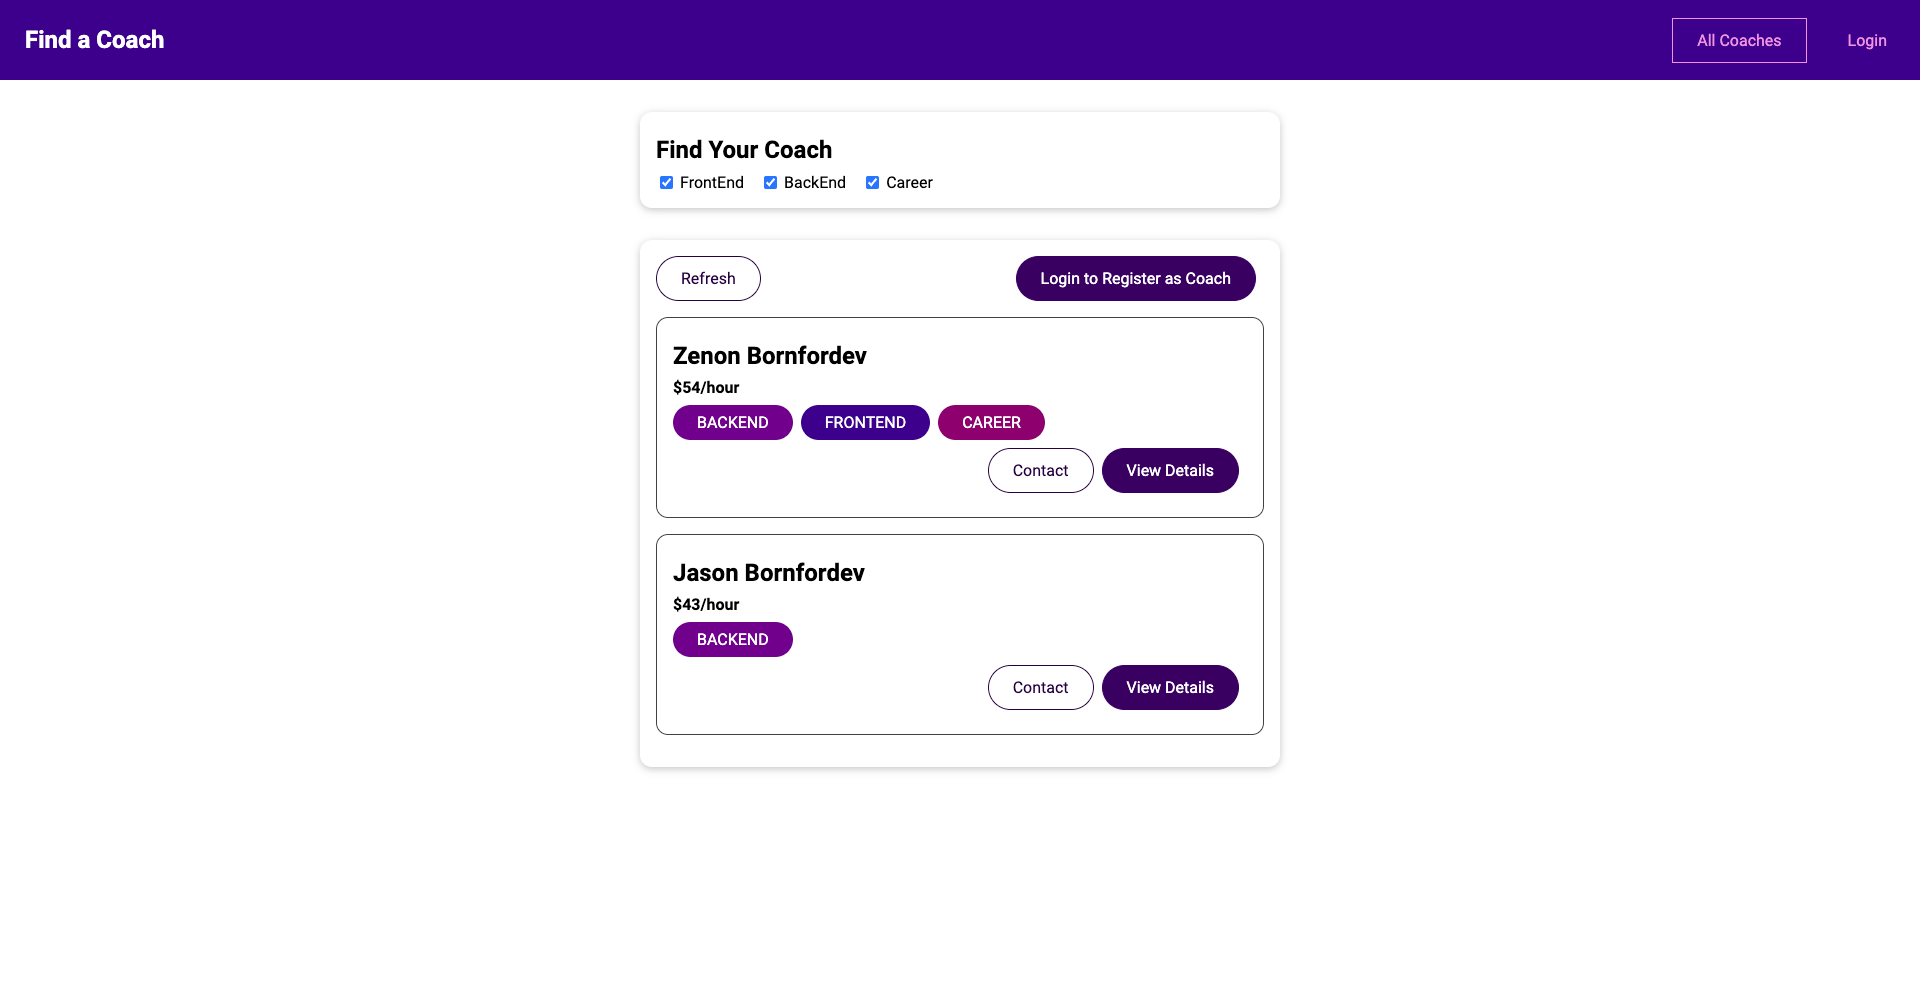 Find a Coach
All Coaches
Login
Find Your Coach
FrontEnd BackEnd Career
Refresh
Login to Register as Coach
Zenon Bornfordev
$54/hour
BACKEND FRONTEND CAREER
Contact View Details
Jason Bornfordev
$43/hour
BACKEND
Contact View Details